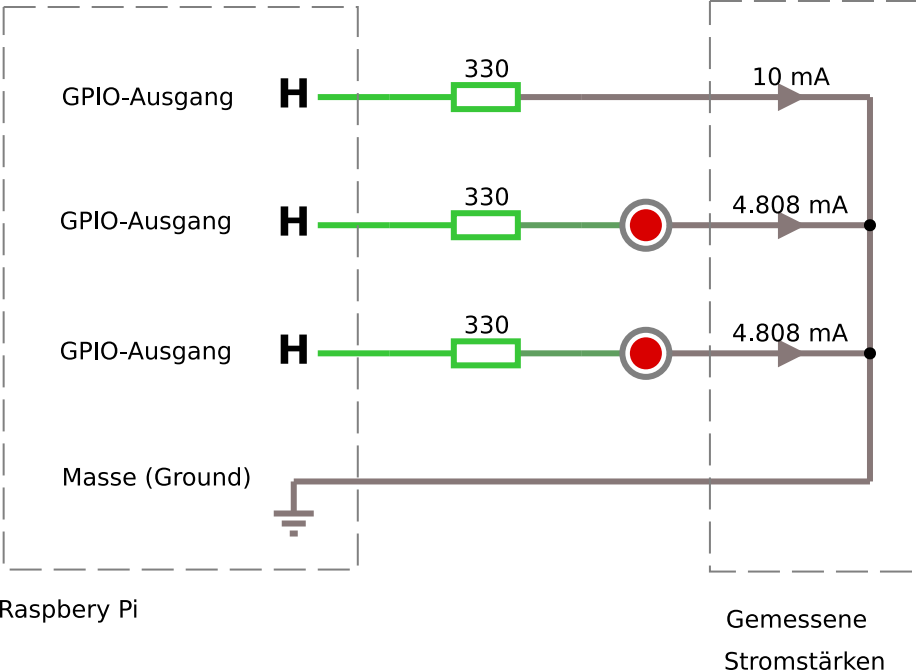 330
10 mA
GPIO-Ausgang H
330
4.808 mA
GPIO-Ausgang H
330
4.808 mA
GPIO-Ausgang H
Masse (Ground)
Raspbery Pi
Gemessene
Stromstärken